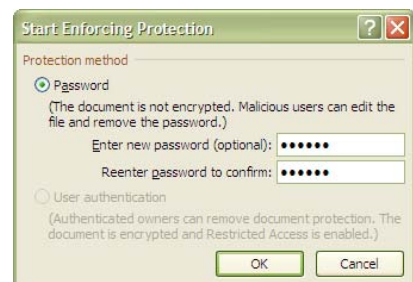 Start Enforcing Protection
Protection method
Password
(The document is not encrypted. Malicious users can edit the
file and remove the password.)
Enter new password (optional): ••••••
Reenter password to confirm: ••••••
User authentication
(Authenticated owners can remove document protection. The
document is encrypted and Restricted Access is enabled.)
OK Cancel